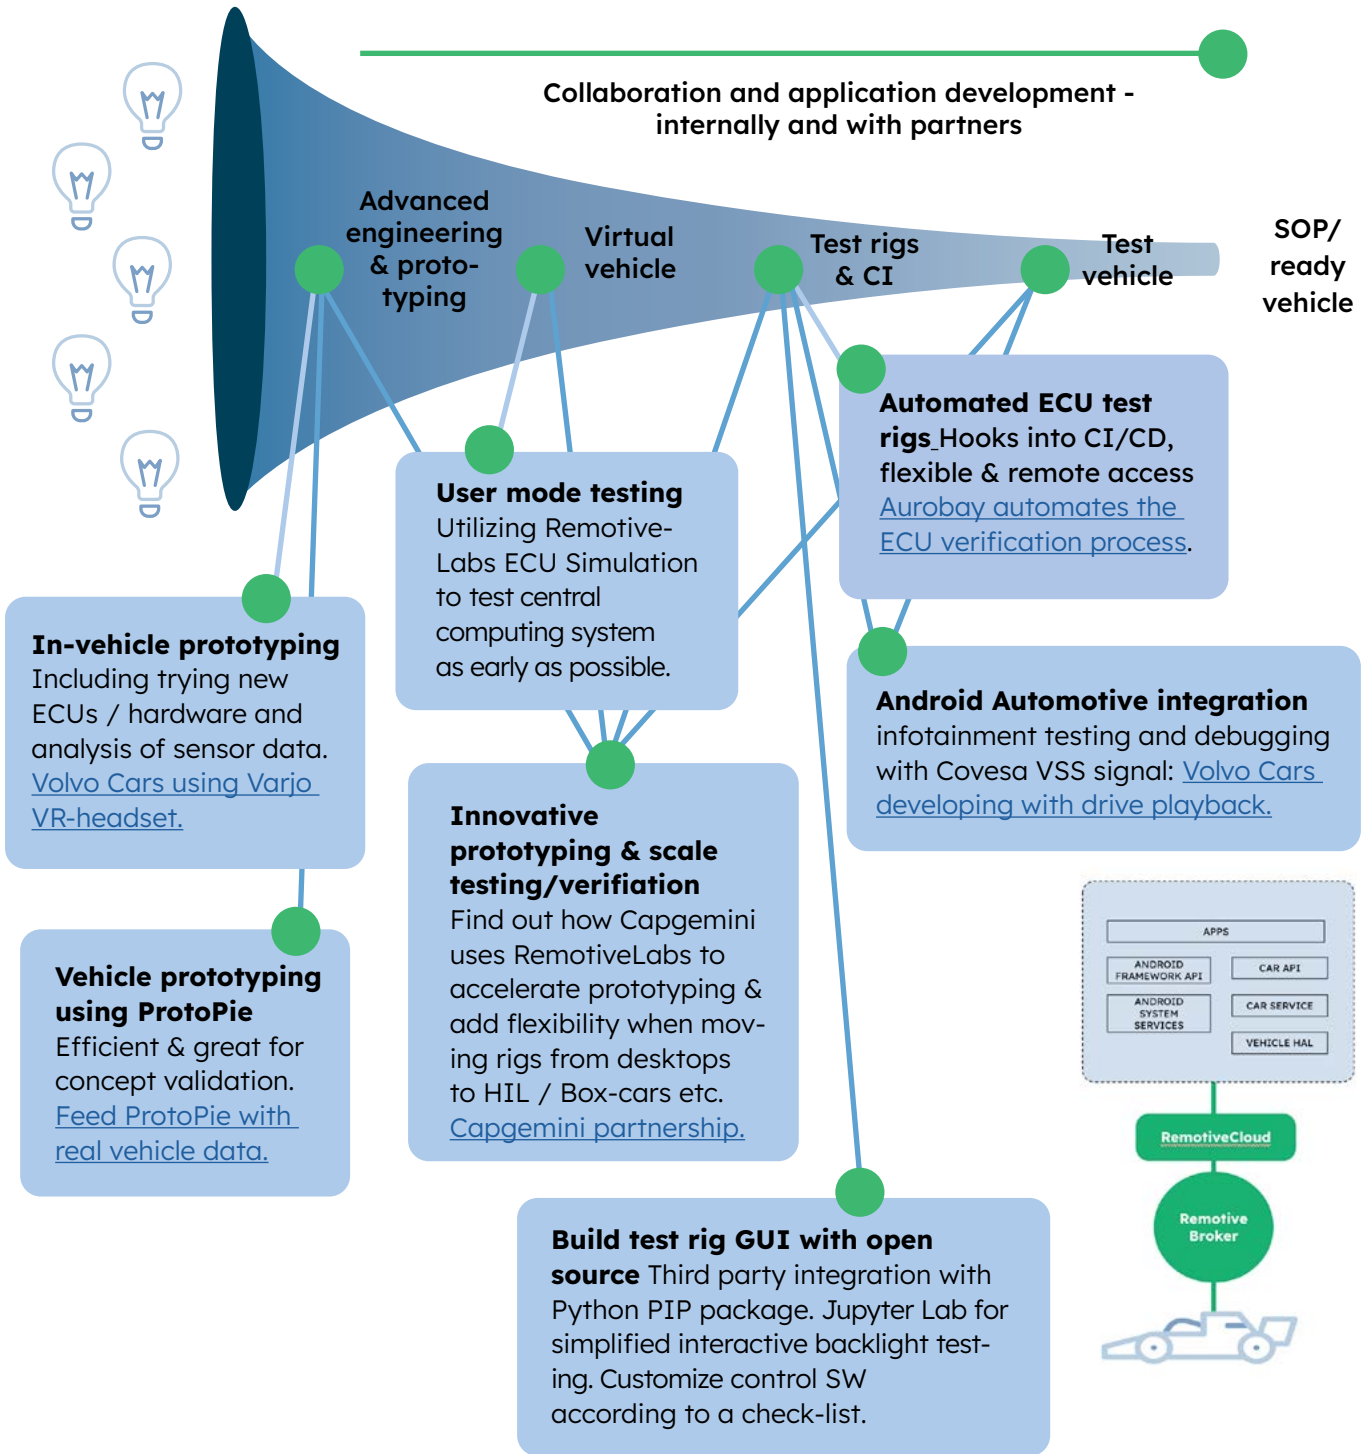 Collaboration and application development -
internally and with partners
Advanced
engineering
& proto-
typing
Virtual
vehicle
Test rigs
& CI
Test
vehicle
SOP/
ready
vehicle
Automated ECU test
rigs Hooks into CI/CD,
flexible & remote access
Aurobay automates the
ECU verification process.
User mode testing
Utilizing Remotive-
Labs ECU Simulation
to test central
computing system
as early as possible.
In-vehicle prototyping
Including trying new
ECUs / hardware and
analysis of sensor data.
Volvo Cars using Varjo
VR-headset.
Android Automotive integration
infotainment testing and debugging
with Covesa VSS signal: Volvo Cars
developing with drive playback.
Innovative
prototyping & scale
testing/verifiation
Find out how Capgemini
uses RemotiveLabs to
accelerate prototyping &
add flexibility when mov-
ing rigs from desktops
to HIL / Box-cars etc.
Capgemini partnership.
Vehicle prototyping
using ProtoPie
Efficient & great for
concept validation.
Feed ProtoPie with
real vehicle data.
APPS
ANDROID
FRAMEWORK API
CAR API
ANDROID
SYSTEM
SERVICES
CAR SERVICE
VEHICLE HAL
RemotiveCloud
Remotive
Broker
Build test rig GUI with open
source Third party integration with
Python PIP package. Jupyter Lab for
simplified interactive backlight test-
ing. Customize control SW
according to a check-list.